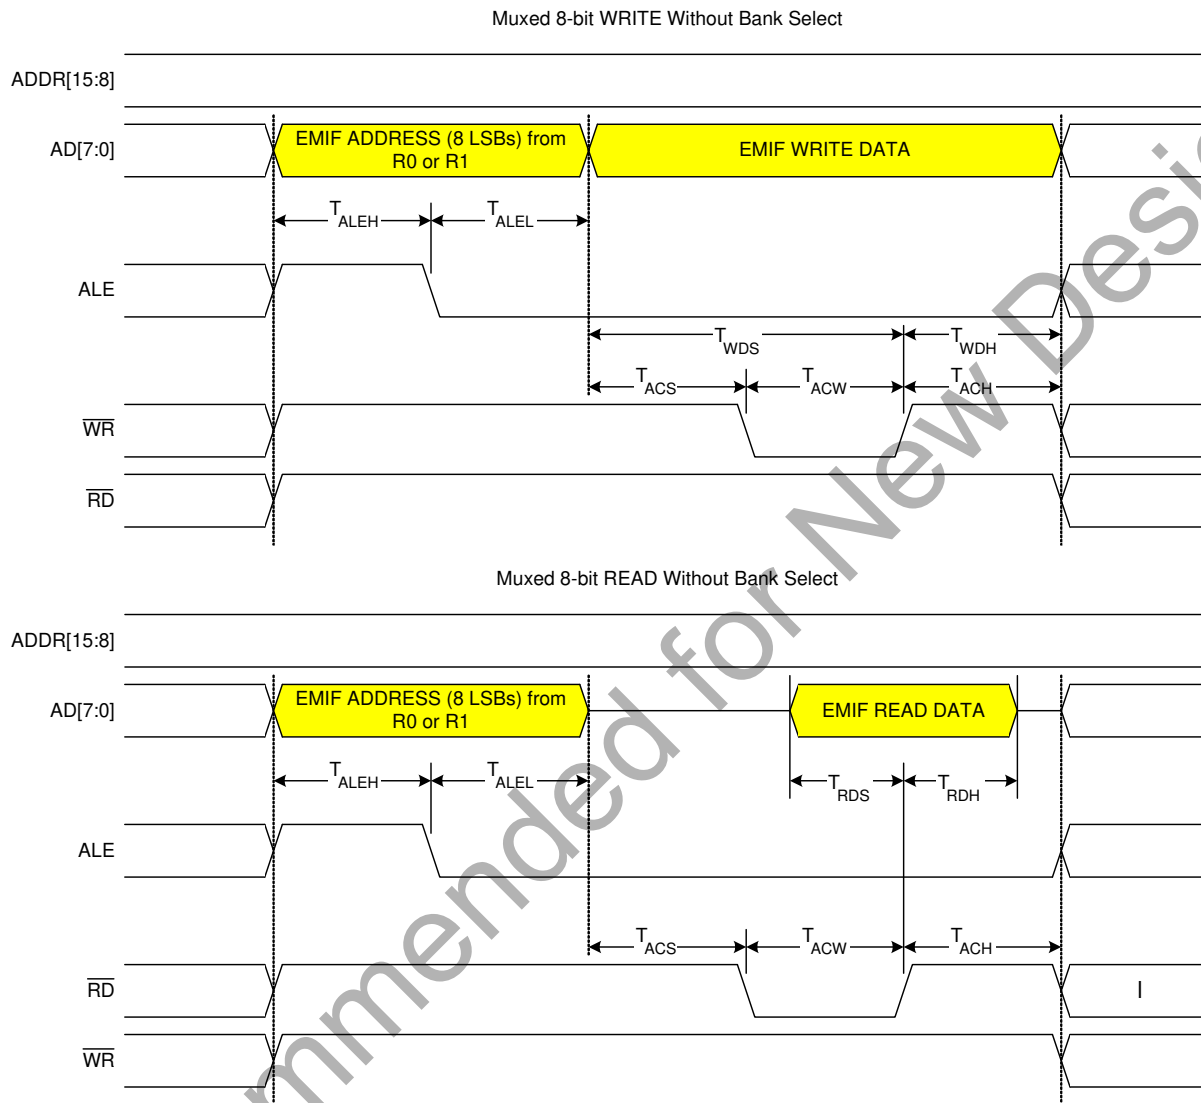 Muxed 8-bit WRITE Without Bank Select
ADDR[15:8]
AD[7:0]
EMIF ADDRESS (8 LSBs) from
R0 or R1
EMIF WRITE DATA
TALEH
TALEL
ALE
TWDS
TWDH
TACS
TACW
TACH
WR
RD
Muxed 8-bit READ Without Bank Select
ADDR[15:8]
AD[7:0]
EMIF ADDRESS (8 LSBs) from
R0 or R1
EMIF READ DATA
TALEH
TALEL
TRDS
TRDH
ALE
TACS
TACW
TACH
RD
I
WR
mmended for New Desi